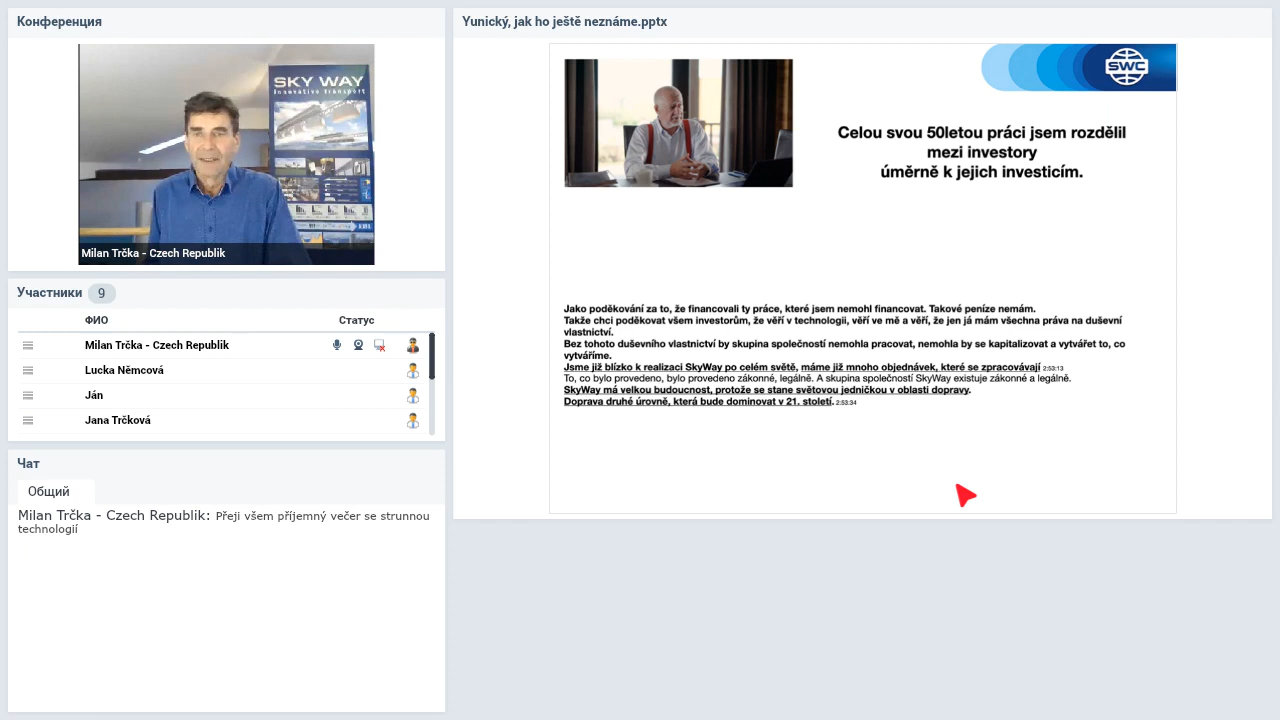 Конференция
SKY WAY
Innovative transport
Milan Trčka - Czech Republik
Участники 9
ФИО Статус
Milan Trčka - Czech Republik
Lucka Němcová
Ján
Jana Trčková
Чат
Общий
Milan Trčka - Czech Republik: Přeji všem příjemný večer se strunnou
technologií
Yunický, jak ho ještě neznáme.pptx
SWC
Celou svou 50letou práci jsem rozdělil
mezi investory
úměrně k jejich investicím.
Jako poděkování za to, že financovali ty práce, které jsem nemohl financovat. Takové peníze nemám.
Takže chci poděkovat všem investorům, že věří v technologii, věří ve mě a věří, že jen já mám všechna práva na duševní
vlastnictví.
Bez tohoto duševního vlastnictví by skupina společností nemohla pracovat, nemohla by se kapitalizovat a vytvářet to, co
vytváříme.
Jsme již blízko k realizaci SkyWay po celém světě, máme již mnoho objednávek, které se zpracovávají 2:53:13
To, co bylo provedeno, bylo provedeno zákonné, legálně. A skupina společností SkyWay existuje zákonné a legálně.
SkyWay má velkou budoucnost, protože se stane světovou jedničkou v oblasti dopravy.
Doprava druhé úrovně, která bude dominovat v 21. století. 2:53:34